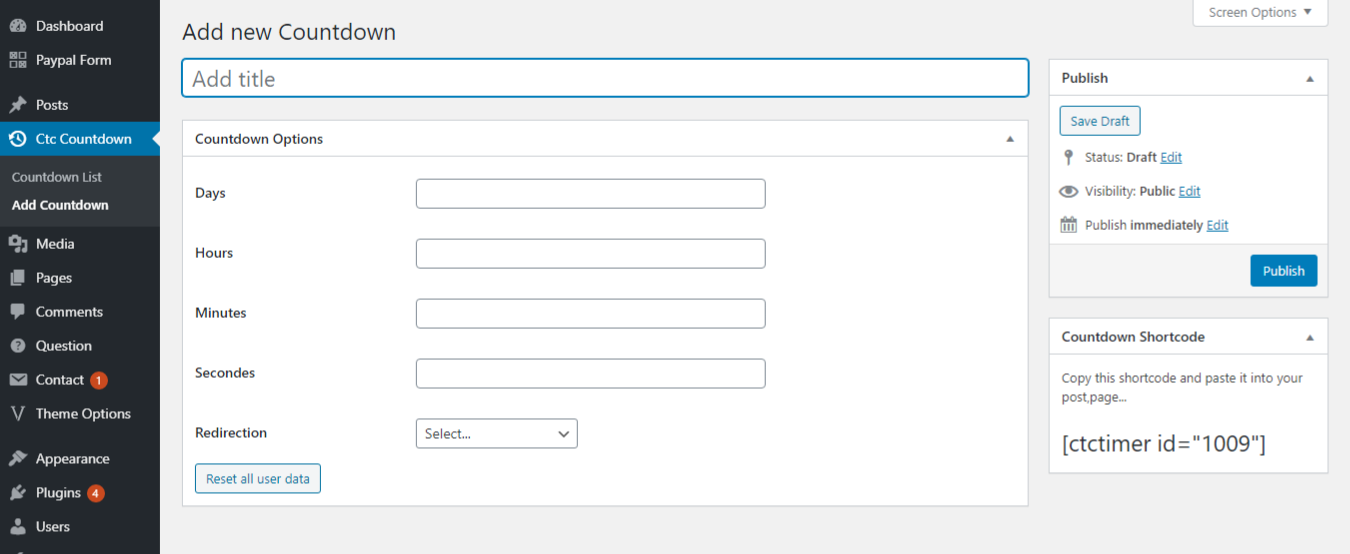 Dashboard
Paypal Form
Posts
Ctc Countdown
Countdown List
Add Countdown
Media
Pages
Comments
Question
Contact 1
Theme Options
Appearance
Plugins 4
Users
Screen Options
Add new Countdown
Add title
Countdown Options
Days
Hours
Minutes
Secondes
Redirection Select...
Reset all user data
Publish
Save Draft
Status: Draft Edit
Visibility: Public Edit
Publish immediately Edit
Publish
Countdown Shortcode
Copy this shortcode and paste it into your
post,page...
[ctctimer id="1009"]